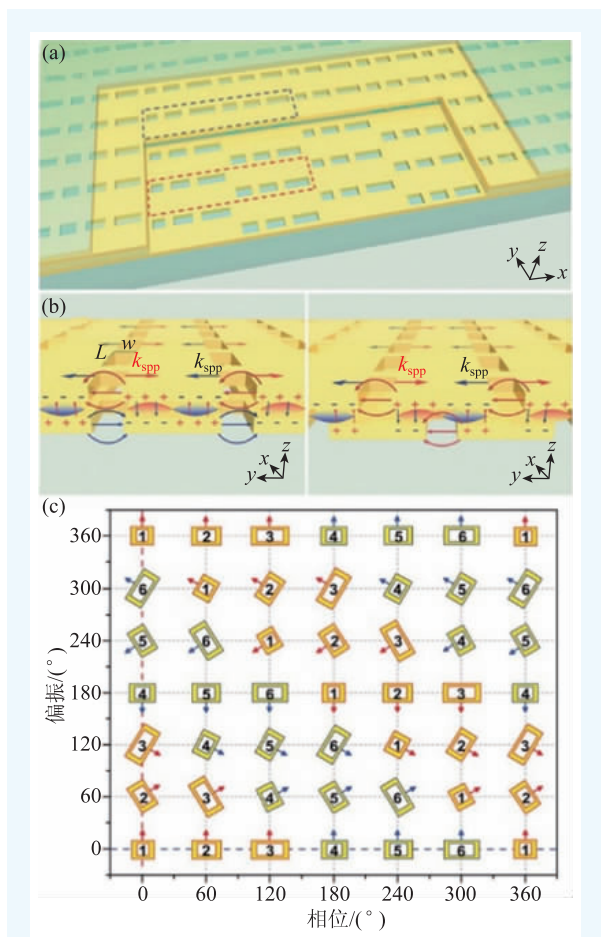 (a)
y z x
(b)
L w
kspp kspp
kspp kspp
x z
y
x z
y
(c)
偏振/(°)
360 1 2 3 4 5 6 1
300 6 1 2 3 4 5 6
240 5 6 1 2 3 4 5
180 4 5 6 1 2 3 4
120 3 4 5 6 1 2 3
60 2 3 4 5 6 1 2
0 1 2 3 4 5 6 1
0 60 120 180 240 300 360
相位/(°)